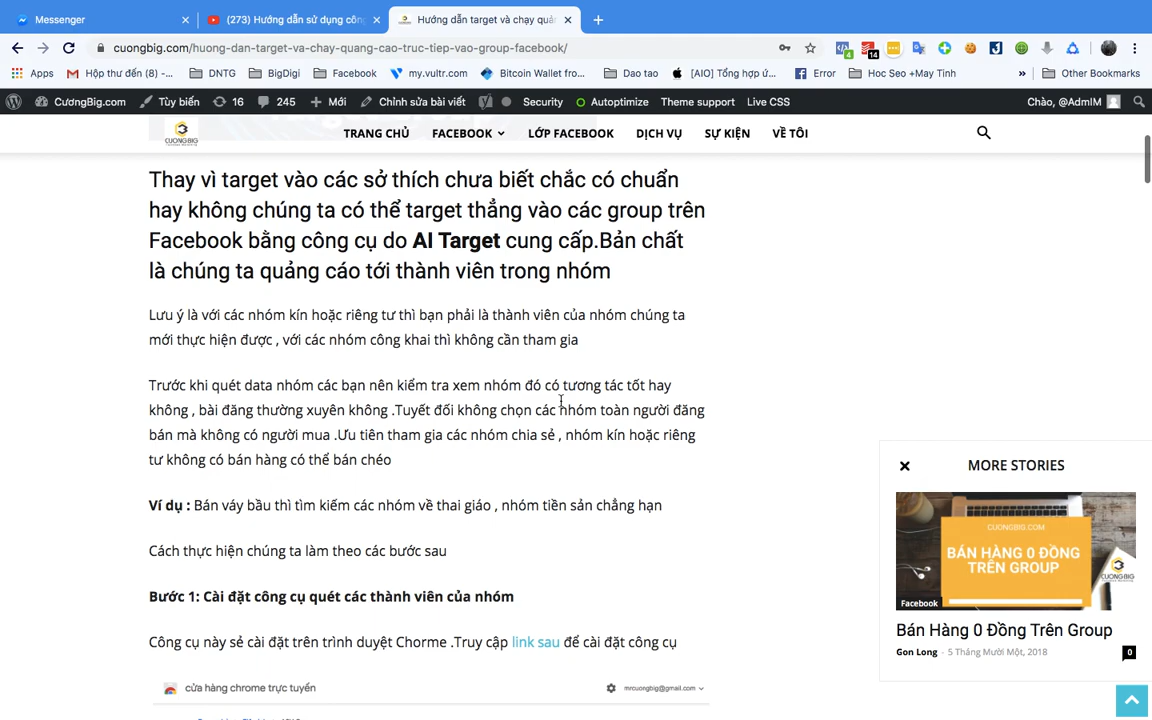 Messenger
(273) Hướng dẫn sử dụng côn
Hướng dẫn target và chạy quản
cuongbig.com/huong-dan-target-va-chay-quang-cao-truc-tiep-vao-group-facebook/
4
14
Apps
Hộp thư đến (8) -...
DNTG
BigDigi
Facebook
my.vultr.com
Bitcoin Wallet fro...
Dao tao
[AIO] Tổng hợp ứ...
Error
Hoc Seo +May Tinh
»
Other Bookmarks
CươngBig.com
Tùy biến
16
245
Mới
Chỉnh sửa bài viết
Security
Autoptimize
Theme support
Live CSS
Chào, @AdmIM
CUONGBIG
TRANG CHỦ
FACEBOOK
LỚP FACEBOOK
DỊCH VỤ
SỰ KIỆN
VỀ TÔI
Thay vì target vào các sở thích chưa biết chắc có chuẩn
hay không chúng ta có thể target thẳng vào các group trên
Facebook bằng công cụ do AI Target cung cấp.Bản chất
là chúng ta quảng cáo tới thành viên trong nhóm
Lưu ý là với các nhóm kín hoặc riêng tư thì bạn phải là thành viên của nhóm chúng ta
mới thực hiện được , với các nhóm công khai thì không cần tham gia
Trước khi quét data nhóm các bạn nên kiểm tra xem nhóm đó có tương tác tốt hay
không , bài đăng thường xuyên không .Tuyết đối không chọn các nhóm toàn người đăng
bán mà không có người mua .Ưu tiên tham gia các nhóm chia sẻ , nhóm kín hoặc riêng
tư không có bán hàng có thể bán chéo
Ví dụ : Bán váy bầu thì tìm kiếm các nhóm về thai giáo , nhóm tiền sản chẳng hạn
Cách thực hiện chúng ta làm theo các bước sau
Bước 1: Cài đặt công cụ quét các thành viên của nhóm
Công cụ này sẽ cài đặt trên trình duyệt Chorme .Truy cập link sau để cài đặt công cụ
cửa hàng chrome trực tuyến
mrcuongbig@gmail.com
MORE STORIES
CUONGBIG.COM
BÁN HÀNG 0 ĐỒNG
TRÊN GROUP
CUONGBIG
Facebook
Bán Hàng 0 Đồng Trên Group
Gon Long - 5 Tháng Mười Một, 2018
0